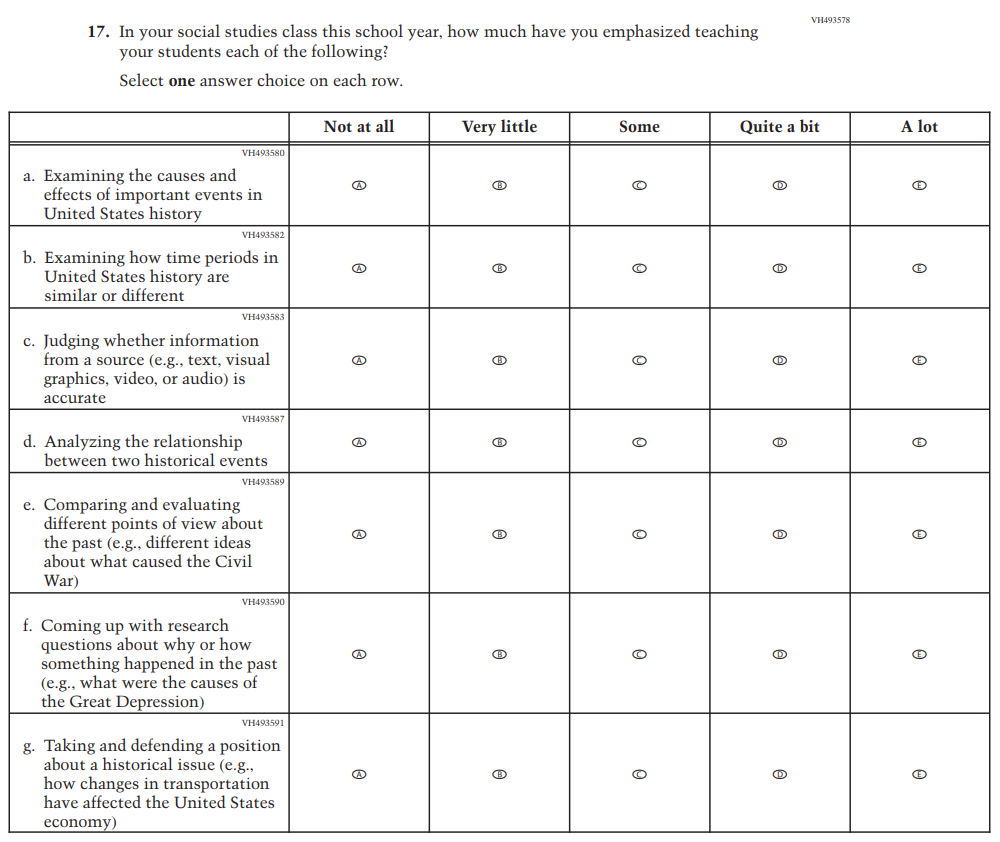 VH493578
17. In your social studies class this school year, how much have you emphasized teaching
your students each of the following?
Select one answer choice on each row.
Not at all Very little Some Quite a bit A lot
VH493580
a. Examining the causes and
effects of important events in
United States history
A B C D E
VH493582
b. Examining how time periods in
United States history are
similar or different
A B C D E
VH493583
c. Judging whether information
from a source (e.g., text, visual
graphics, video, or audio) is
accurate
A B C D E
VH493587
d. Analyzing the relationship
between two historical events
A B C D E
VH493589
e. Comparing and evaluating
different points of view about
the past (e.g., different ideas
about what caused the Civil
War)
A B C D E
VH493590
f. Coming up with research
questions about why or how
something happened in the past
(e.g., what were the causes of
the Great Depression)
A B C D E
VH493591
g. Taking and defending a position
about a historical issue (e.g.,
how changes in transportation
have affected the United States
economy)
A B C D E